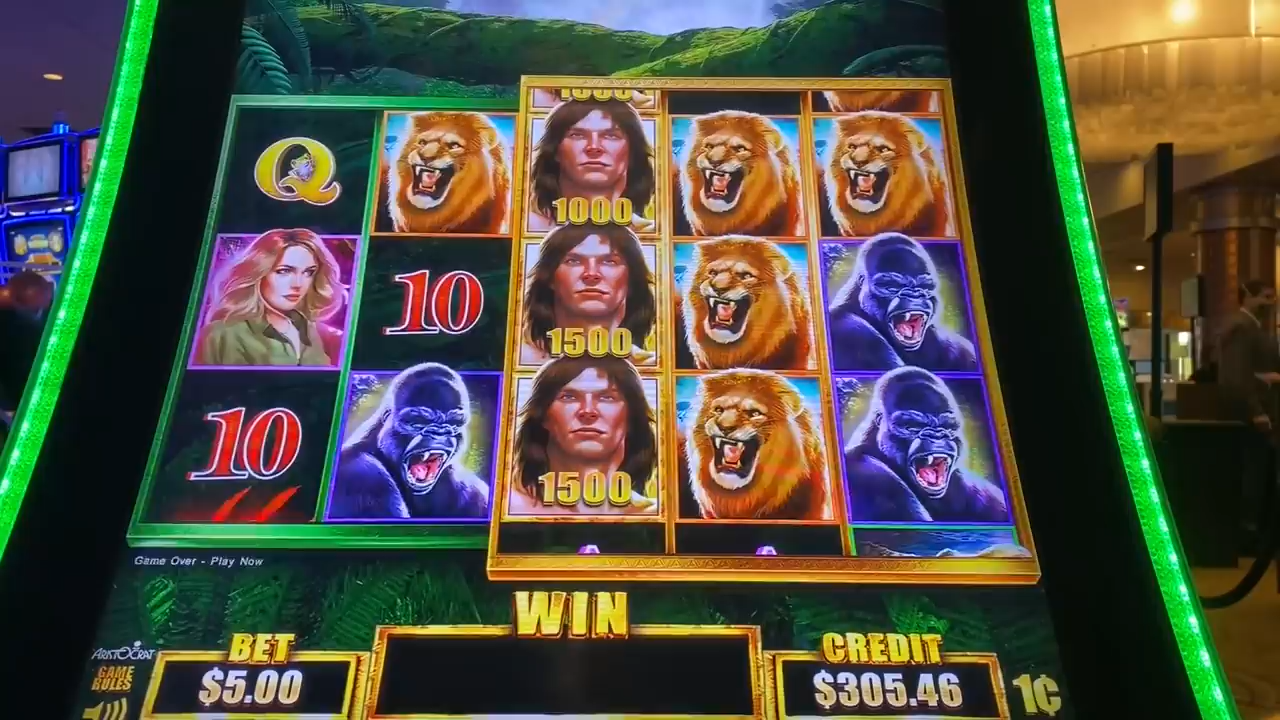 Q
1000
10
1500
10
1500
Game Over - Play Now
WIN
ARISTOCRAT
BET
CREDIT
GAME
RULES
$5.00
$305.46
1¢